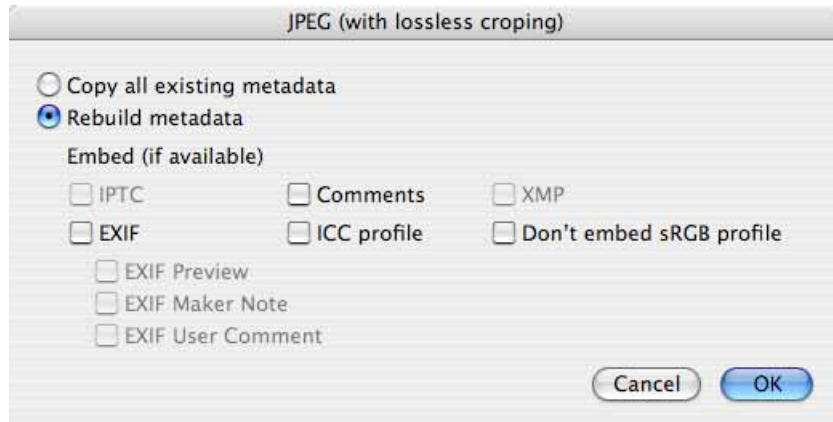 JPEG (with lossless croping)
Copy all existing metadata
Rebuild metadata
Embed (if available)
IPTC Comments XMP
EXIF ICC profile Don't embed sRGB profile
EXIF Preview
EXIF Maker Note
EXIF User Comment
Cancel OK